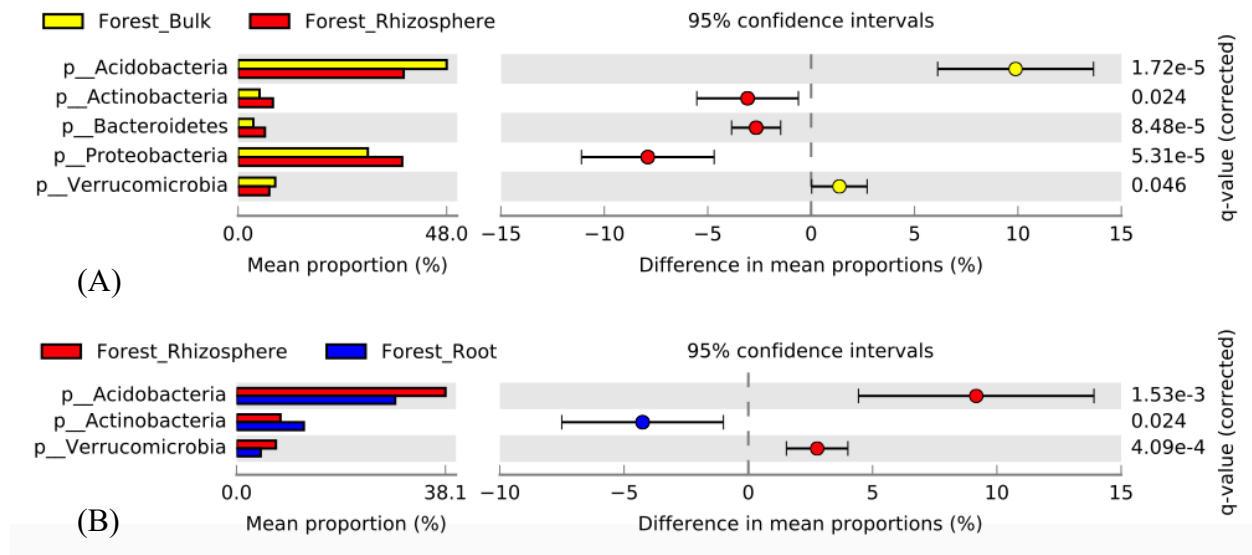 Forest_Bulk Forest_Rhizosphere 95% confidence intervals
p__Acidobacteria 1.72e-5
p__Actinobacteria 0.024
p__Bacteroidetes 8.48e-5
p__Proteobacteria 5.31e-5
p__Verrucomicrobia 0.046
q-value (corrected)
0.0 48.0 −15 −10 −5 0 5 10 15
Mean proportion (%) Difference in mean proportions (%)
(A)
Forest_Rhizosphere Forest_Root 95% confidence intervals
p__Acidobacteria 1.53e-3
p__Actinobacteria 0.024
p__Verrucomicrobia 4.09e-4
q-value (corrected)
0.0 38.1 −10 −5 0 5 10 15
Mean proportion (%) Difference in mean proportions (%)
(B)